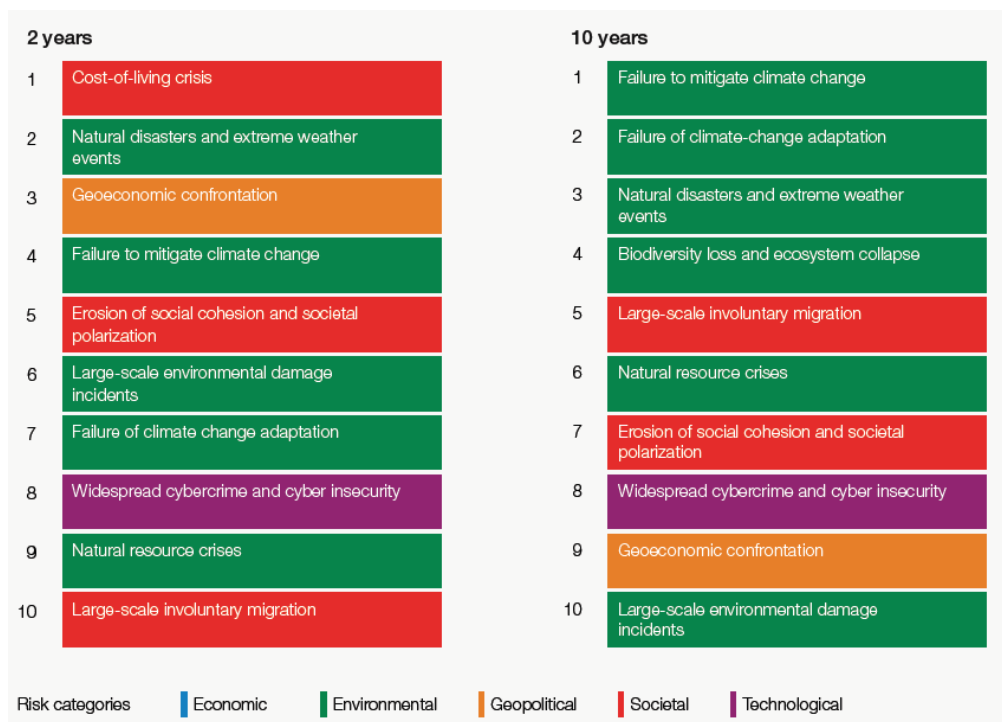 2 years
1
Cost-of-living crisis
2
Natural disasters and extreme weather
events
3
Geoeconomic confrontation
4
Failure to mitigate climate change
5
Erosion of social cohesion and societal
polarization
6
Large-scale environmental damage
incidents
7
Failure of climate change adaptation
8
Widespread cybercrime and cyber insecurity
9
Natural resource crises
10
Large-scale involuntary migration
10 years
1
Failure to mitigate climate change
2
Failure of climate-change adaptation
3
Natural disasters and extreme weather
events
4
Biodiversity loss and ecosystem collapse
5
Large-scale involuntary migration
6
Natural resource crises
7
Erosion of social cohesion and societal
polarization
8
Widespread cybercrime and cyber insecurity
9
Geoeconomic confrontation
10
Large-scale environmental damage
incidents
Risk categories Economic Environmental Geopolitical Societal Technological